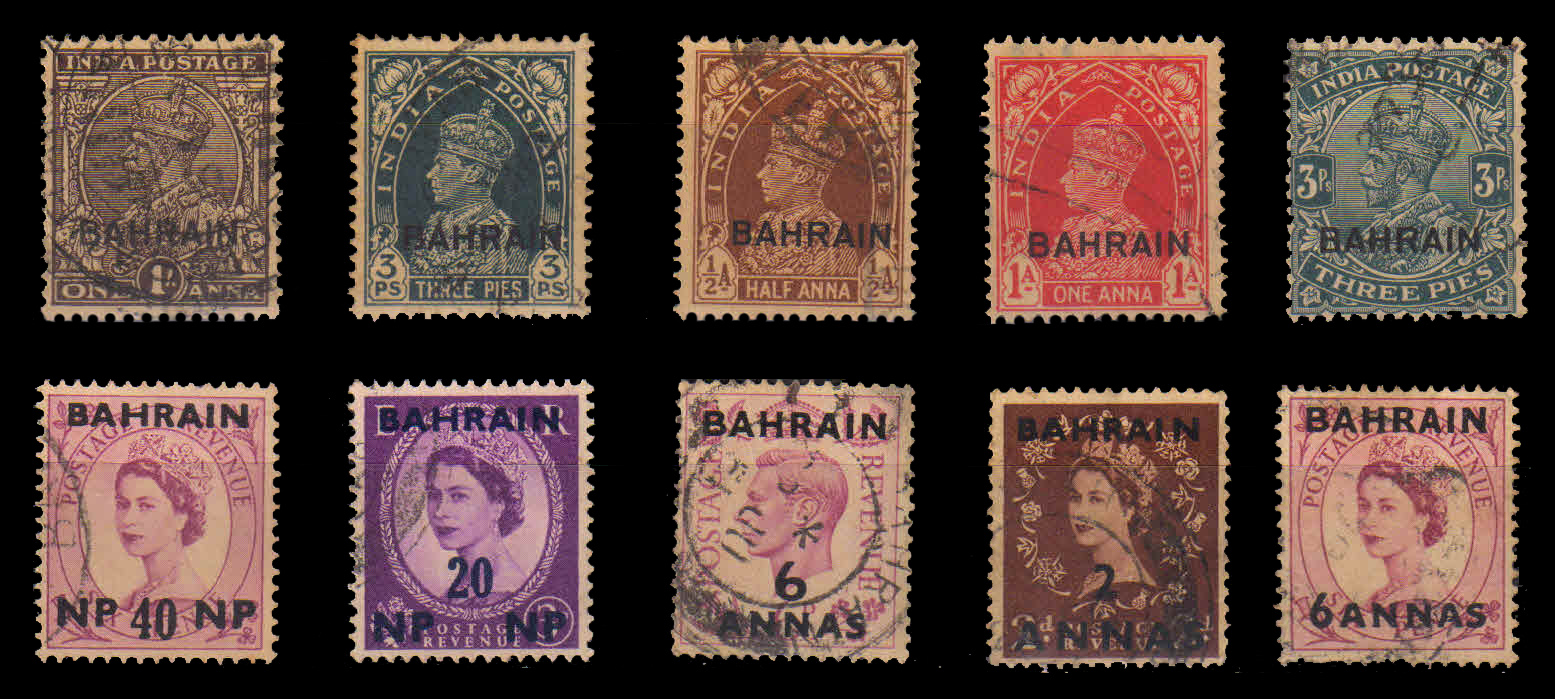 INDIA POSTAGE
BAHRAIN
1A
ONE ANNA
INDIA POSTAGE
BAHRAIN
3 PS
THREE PIES
3 PS
INDIA POSTAGE
BAHRAIN
½A
HALF ANNA
½A
INDIA POSTAGE
BAHRAIN
1A
ONE ANNA
1A
INDIA POSTAGE
3Ps
3Ps
BAHRAIN
THREE PIES
BAHRAIN
POSTAGE REVENUE
NP 40 NP
BAHRAIN
E R
20
NP NP
POSTAGE
REVENUE
BAHRAIN
POSTAGE REVENUE
6
ANNAS
BAHRAIN
2
ANNAS
BAHRAIN
POSTAGE REVENUE
6 ANNAS